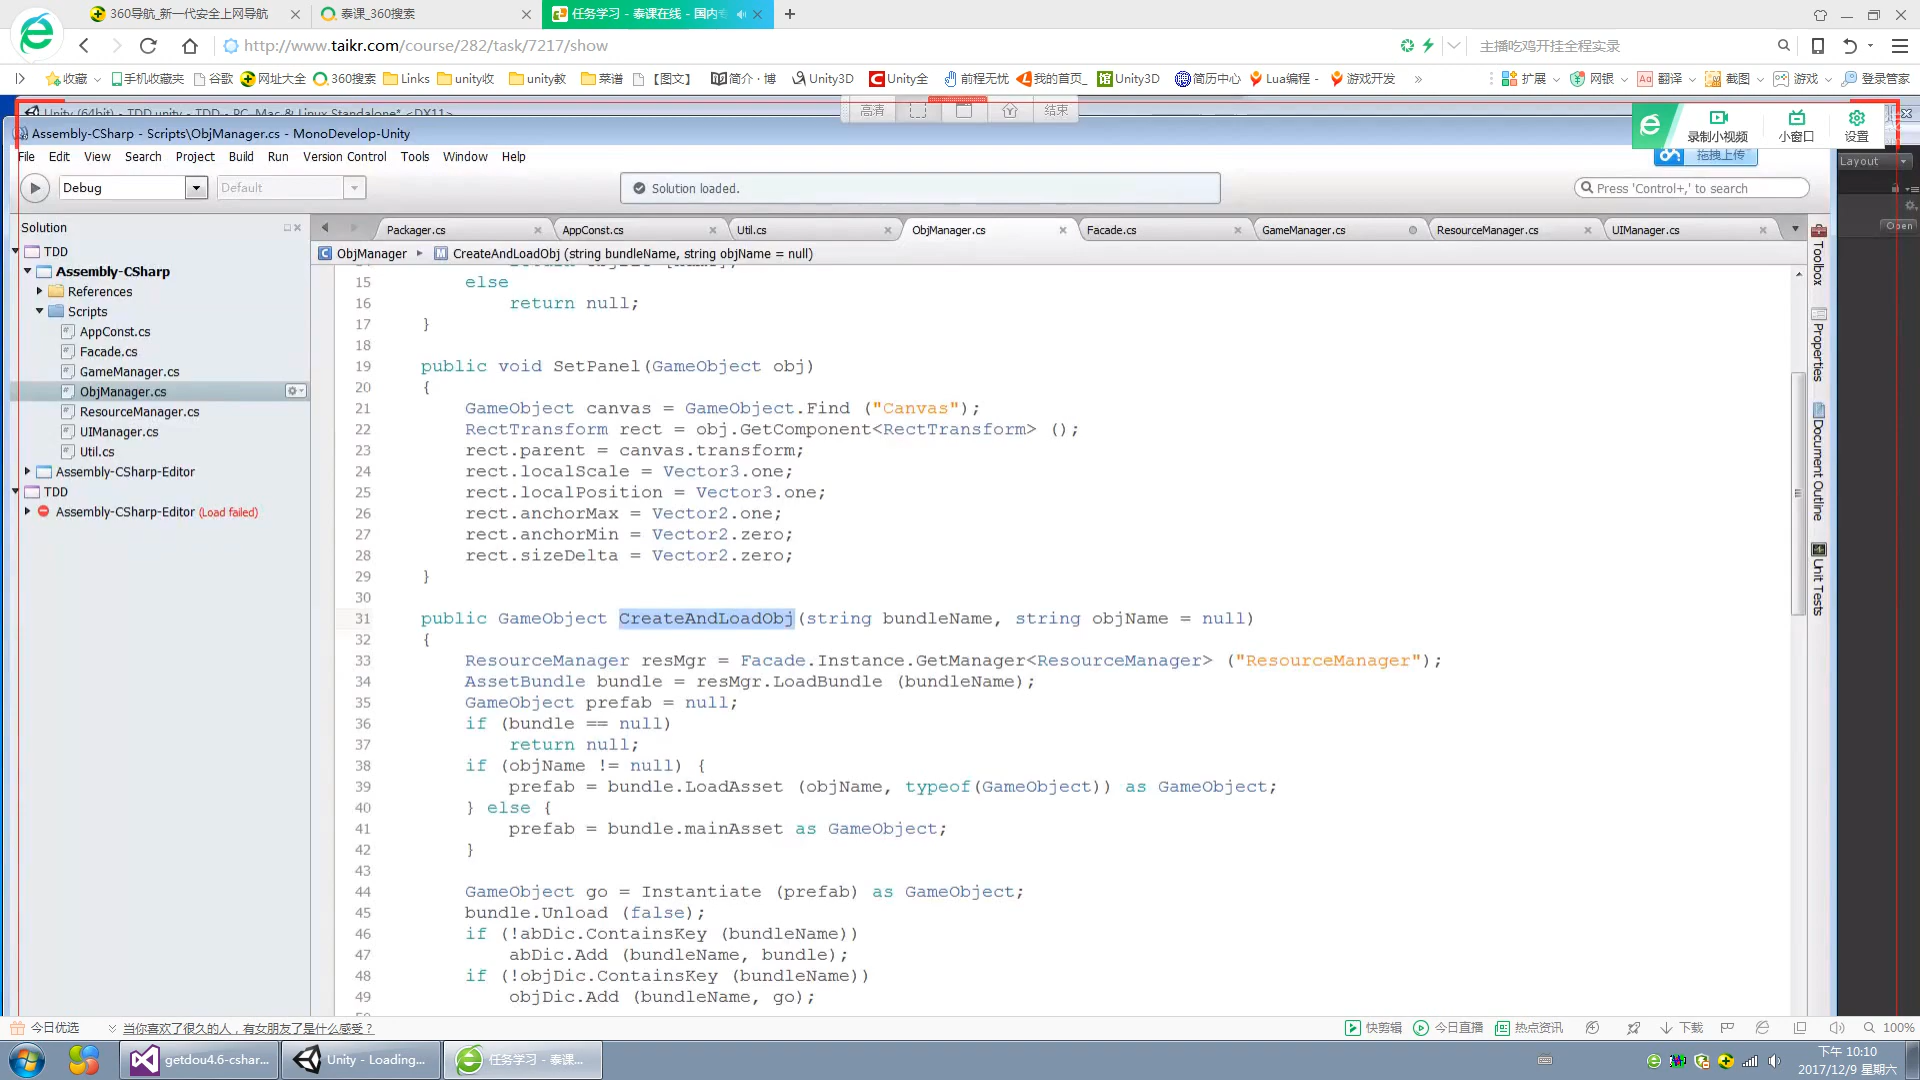 360导航_新一代安全上网导航
泰课_360搜索
任务学习 - 泰课在线 - 国内专
http://www.taikr.com/course/282/task/7217/show
主播吃鸡开挂全程实录
收藏 手机收藏夹 谷歌 网址大全 360搜索 Links unity收 unity教 菜谱 【图文】 简介 · 博 Unity3D Unity全 前程无忧 我的首页_ Unity3D 简历中心 Lua编程 - 游戏开发 » 扩展 网银 翻译 截图 游戏 登录管家
Unity (64bit) - TDD.unity - TDD - PC, Mac & Linux Standalone* <DX11>
高清 结束
Assembly-CSharp - Scripts\ObjManager.cs - MonoDevelop-Unity
录制小视频 小窗口 设置
拖拽上传
Layout
File Edit View Search Project Build Run Version Control Tools Window Help
Debug
Default
Solution loaded.
Press 'Control+,' to search
Open
Solution
TDD
Assembly-CSharp
References
Scripts
AppConst.cs
Facade.cs
GameManager.cs
ObjManager.cs
ResourceManager.cs
UIManager.cs
Util.cs
Assembly-CSharp-Editor
TDD
Assembly-CSharp-Editor (Load failed)
Packager.cs AppConst.cs Util.cs ObjManager.cs Facade.cs GameManager.cs ResourceManager.cs UIManager.cs
ObjManager CreateAndLoadObj (string bundleName, string objName = null)
15 else
16 return null;
17 }
18
19 public void SetPanel(GameObject obj)
20 {
21 GameObject canvas = GameObject.Find ("Canvas");
22 RectTransform rect = obj.GetComponent<RectTransform> ();
23 rect.parent = canvas.transform;
24 rect.localScale = Vector3.one;
25 rect.localPosition = Vector3.one;
26 rect.anchorMax = Vector2.one;
27 rect.anchorMin = Vector2.zero;
28 rect.sizeDelta = Vector2.zero;
29 }
30
31 public GameObject CreateAndLoadObj(string bundleName, string objName = null)
32 {
33 ResourceManager resMgr = Facade.Instance.GetManager<ResourceManager> ("ResourceManager");
34 AssetBundle bundle = resMgr.LoadBundle (bundleName);
35 GameObject prefab = null;
36 if (bundle == null)
37 return null;
38 if (objName != null) {
39 prefab = bundle.LoadAsset (objName, typeof(GameObject)) as GameObject;
40 } else {
41 prefab = bundle.mainAsset as GameObject;
42 }
43
44 GameObject go = Instantiate (prefab) as GameObject;
45 bundle.Unload (false);
46 if (!abDic.ContainsKey (bundleName))
47 abDic.Add (bundleName, bundle);
48 if (!objDic.ContainsKey (bundleName))
49 objDic.Add (bundleName, go);
Toolbox
Properties
Document Outline
Unit Tests
今日优选 当你喜欢了很久的人,有女朋友了是什么感受?
快剪辑 今日直播 热点资讯 下载 100%
getdou4.6-cshar... Unity - Loading... 任务学习 - 泰课...
下午 10:10
2017/12/9 星期六